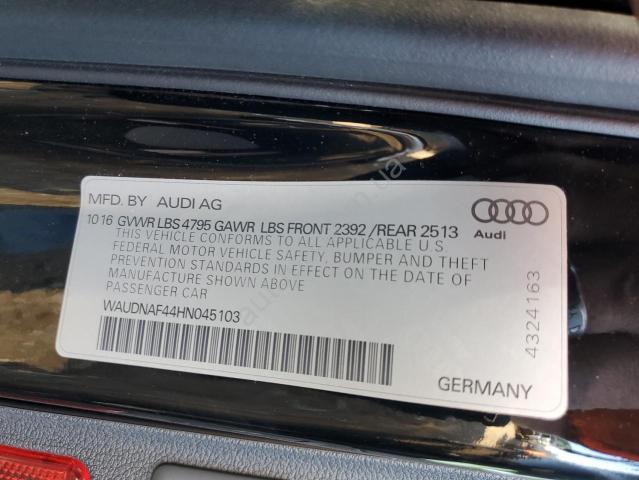 MFD. BY AUDI AG
10 16 GVWR LBS 4795 GAWR LBS FRONT 2392 / REAR 2513
THIS VEHICLE CONFORMS TO ALL APPLICABLE U.S.
FEDERAL MOTOR VEHICLE SAFETY, BUMPER AND THEFT
PREVENTION STANDARDS IN EFFECT ON THE DATE OF
MANUFACTURE SHOWN ABOVE
PASSENGER CAR
WAUDNAF44HN045103
Audi
4324163
GERMANY